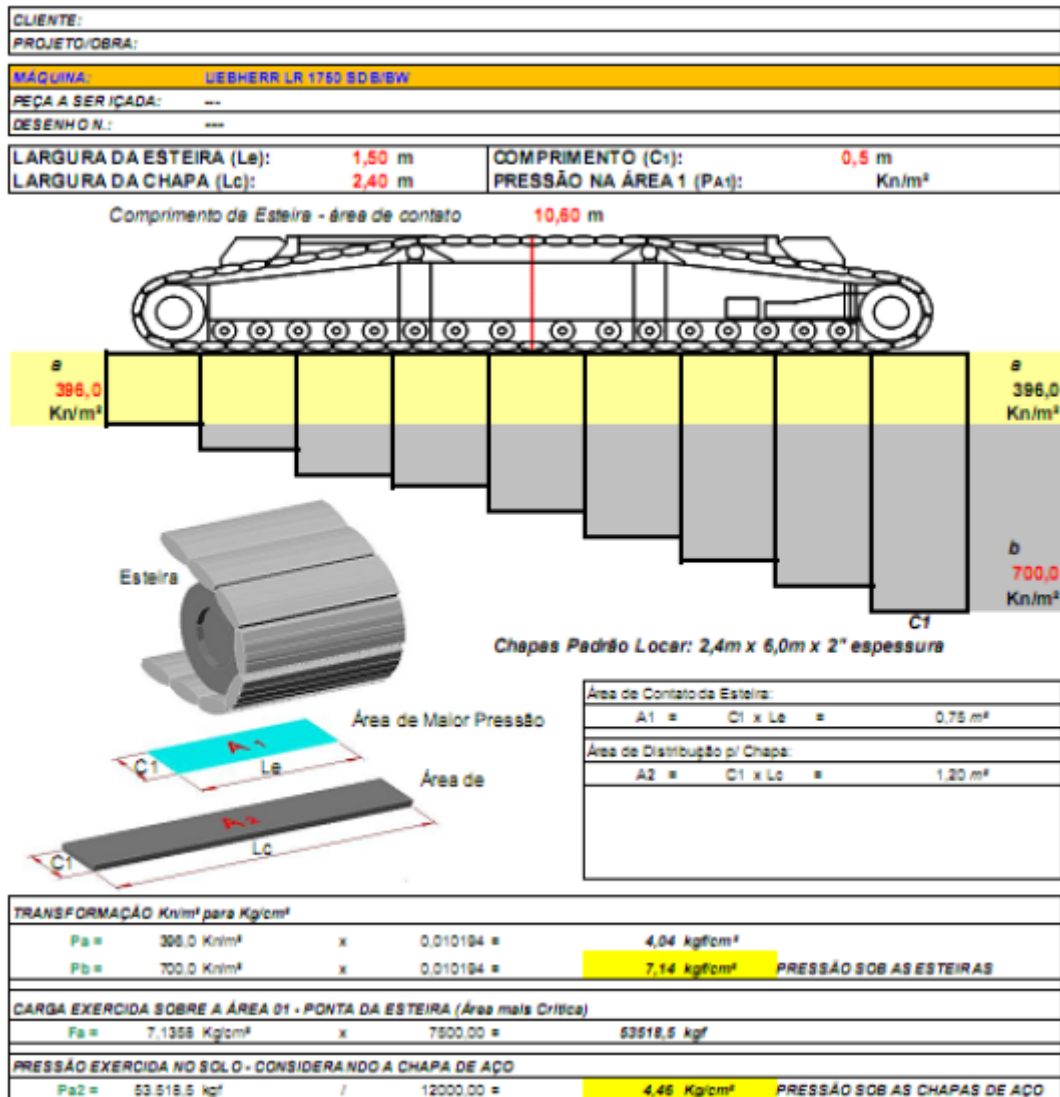 CLIENTE:
PROJETO/OBRA:
MÁQUINA: LIEBHERR LR 1750 SDB/BW
PEÇA A SER IÇADA: ---
DESENHO N.: ---
LARGURA DA ESTEIRA (Le): 1,50 m COMPRIMENTO (C1): 0,5 m
LARGURA DA CHAPA (Lc): 2,40 m PRESSÃO NA ÁREA 1 (PA1): Kn/m²
Comprimento da Esteira - área de contato 10,60 m
a a
396,0 396,0
Kn/m² Kn/m²
b
700,0
Kn/m²
C1
Esteira
Chapas Padrão Locar: 2,4m x 6,0m x 2" espessura
Área de Contato da Esteira:
A1 = C1 x Le = 0,75 m²
Área de Distribução p/ Chapa:
A2 = C1 x Lc = 1,20 m²
Área de Maior Pressão
A1
C1 Le
Área de
A2
C1 Lc
TRANSFORMAÇÃO Kn/m² para Kg/cm²
Pa = 396,0 Kn/m² x 0,010194 = 4,04 kgf/cm²
Pb = 700,0 Kn/m² x 0,010194 = 7,14 kgf/cm² PRESSÃO SOB AS ESTEIRAS
CARGA EXERCIDA SOBRE A ÁREA 01 - PONTA DA ESTEIRA (Área mais Crítica)
Fa = 7,1358 Kg/cm² x 7500,00 = 53518,5 kgf
PRESSÃO EXERCIDA NO SOLO - CONSIDERANDO A CHAPA DE AÇO
Pa2 = 53.518,5 kgf / 12000,00 = 4,46 Kg/cm² PRESSÃO SOB AS CHAPAS DE AÇO